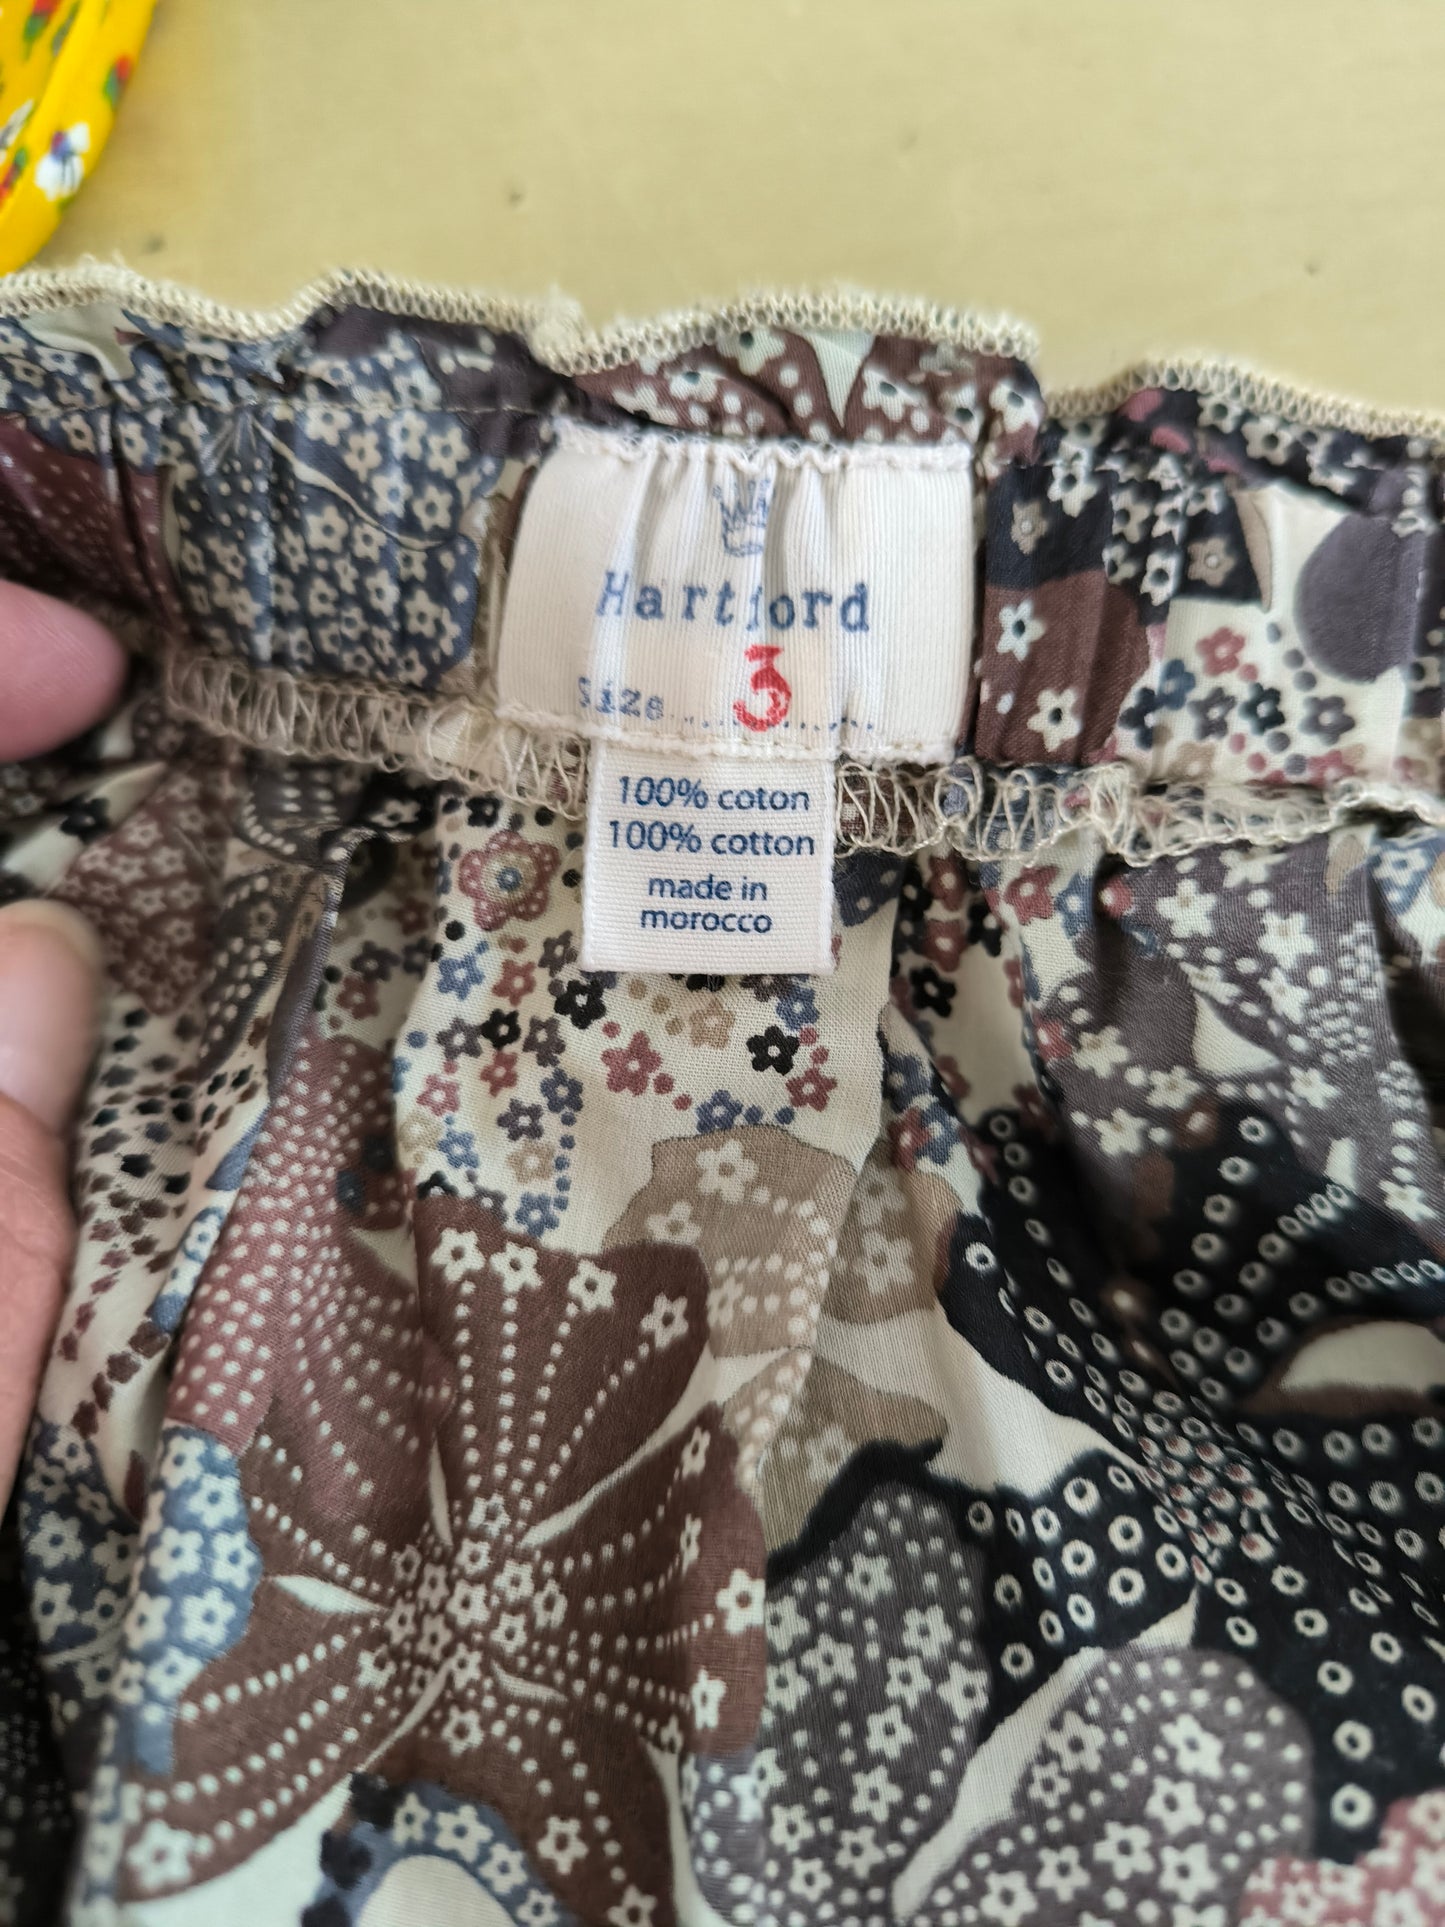 Hartford
Size 3
100% coton
100% cotton
made in
morocco